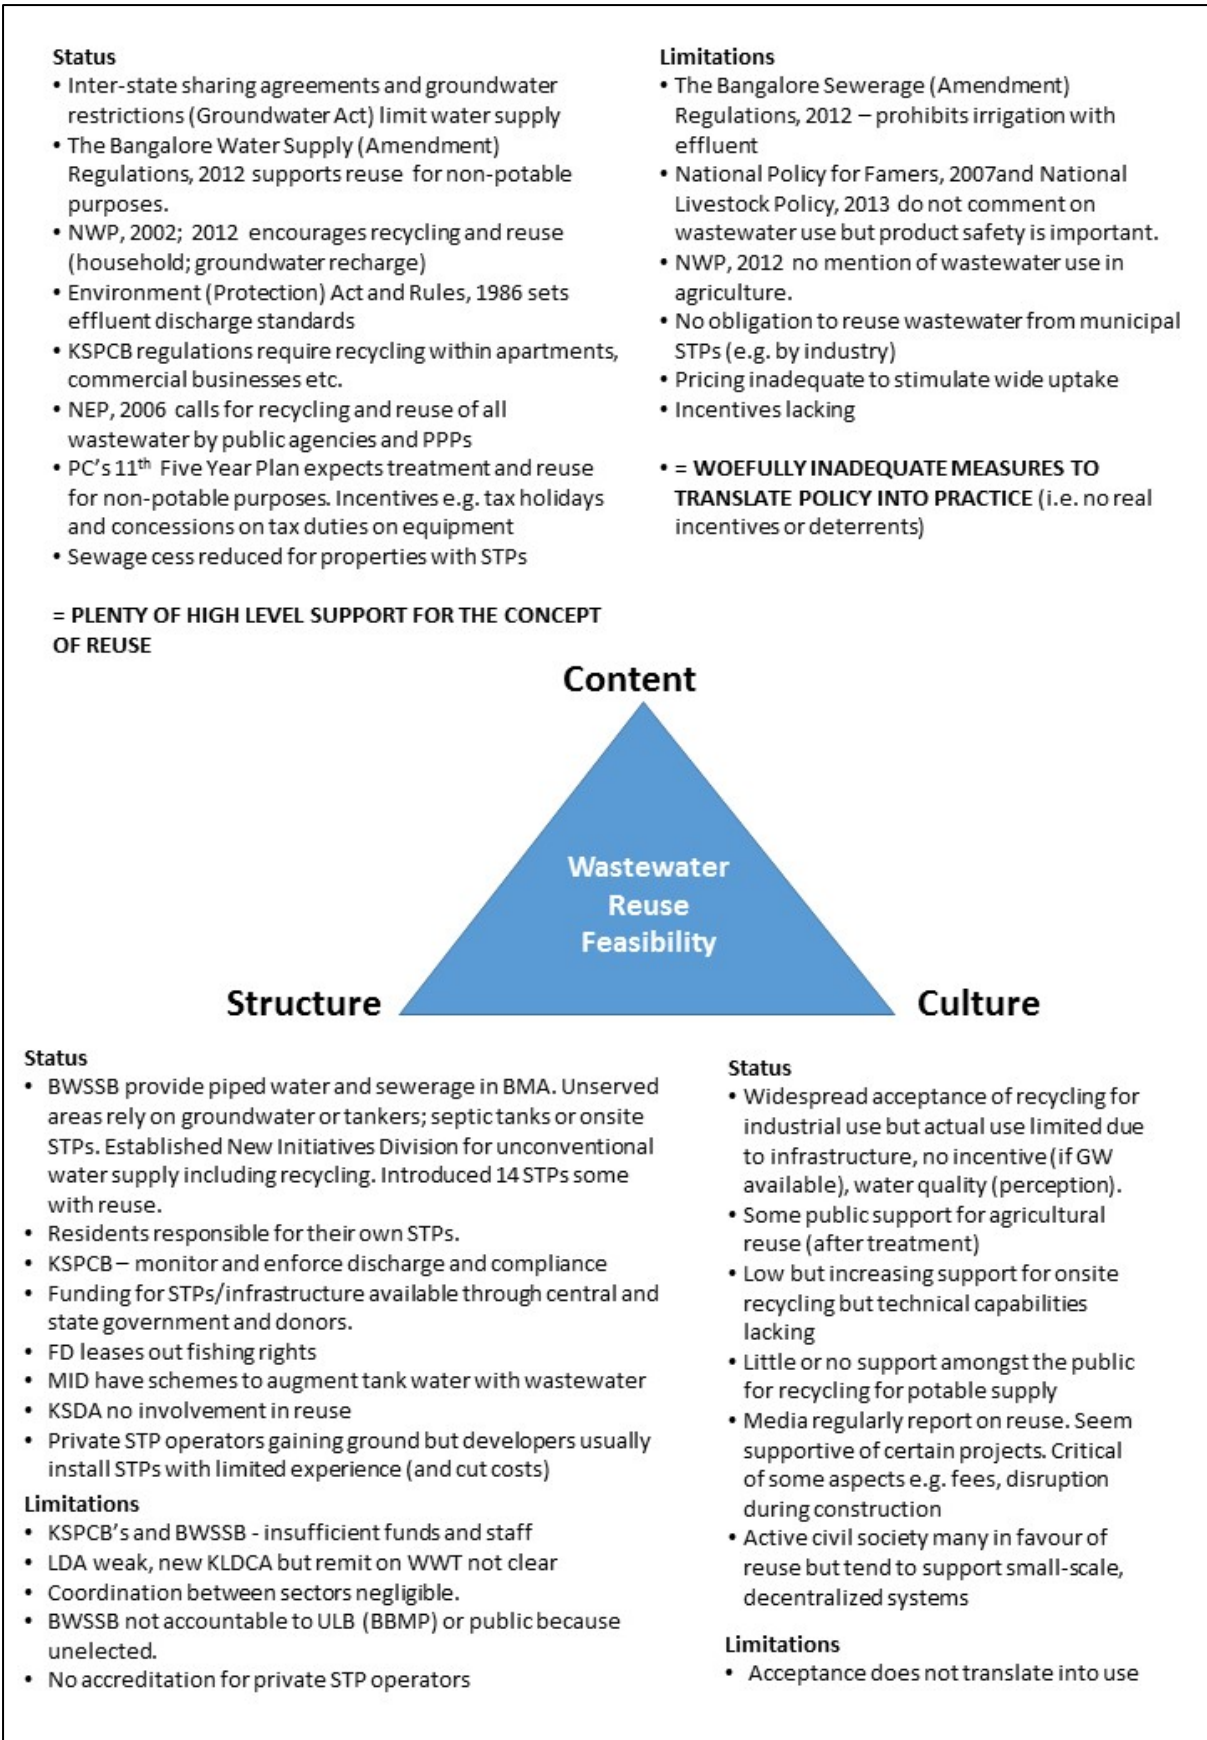 Status
• Inter-state sharing agreements and groundwater
restrictions (Groundwater Act) limit water supply
• The Bangalore Water Supply (Amendment)
Regulations, 2012 supports reuse for non-potable
purposes.
• NWP, 2002; 2012 encourages recycling and reuse
(household; groundwater recharge)
• Environment (Protection) Act and Rules, 1986 sets
effluent discharge standards
• KSPCB regulations require recycling within apartments,
commercial businesses etc.
• NEP, 2006 calls for recycling and reuse of all
wastewater by public agencies and PPPs
• PC's 11th Five Year Plan expects treatment and reuse
for non-potable purposes. Incentives e.g. tax holidays
and concessions on tax duties on equipment
• Sewage cess reduced for properties with STPs
= PLENTY OF HIGH LEVEL SUPPORT FOR THE CONCEPT
OF REUSE
Limitations
• The Bangalore Sewerage (Amendment)
Regulations, 2012 – prohibits irrigation with
effluent
• National Policy for Famers, 2007and National
Livestock Policy, 2013 do not comment on
wastewater use but product safety is important.
• NWP, 2012 no mention of wastewater use in
agriculture.
• No obligation to reuse wastewater from municipal
STPs (e.g. by industry)
• Pricing inadequate to stimulate wide uptake
• Incentives lacking
• = WOEFULLY INADEQUATE MEASURES TO
TRANSLATE POLICY INTO PRACTICE (i.e. no real
incentives or deterrents)
Content
Wastewater
Reuse
Feasibility
Structure
Culture
Status
• BWSSB provide piped water and sewerage in BMA. Unserved
areas rely on groundwater or tankers; septic tanks or onsite
STPs. Established New Initiatives Division for unconventional
water supply including recycling. Introduced 14 STPs some
with reuse.
• Residents responsible for their own STPs.
• KSPCB – monitor and enforce discharge and compliance
• Funding for STPs/infrastructure available through central and
state government and donors.
• FD leases out fishing rights
• MID have schemes to augment tank water with wastewater
• KSDA no involvement in reuse
• Private STP operators gaining ground but developers usually
install STPs with limited experience (and cut costs)
Limitations
• KSPCB's and BWSSB - insufficient funds and staff
• LDA weak, new KLDCA but remit on WWT not clear
• Coordination between sectors negligible.
• BWSSB not accountable to ULB (BBMP) or public because
unelected.
• No accreditation for private STP operators
Status
• Widespread acceptance of recycling for
industrial use but actual use limited due
to infrastructure, no incentive (if GW
available), water quality (perception).
• Some public support for agricultural
reuse (after treatment)
• Low but increasing support for onsite
recycling but technical capabilities
lacking
• Little or no support amongst the public
for recycling for potable supply
• Media regularly report on reuse. Seem
supportive of certain projects. Critical
of some aspects e.g. fees, disruption
during construction
• Active civil society many in favour of
reuse but tend to support small-scale,
decentralized systems
Limitations
• Acceptance does not translate into use